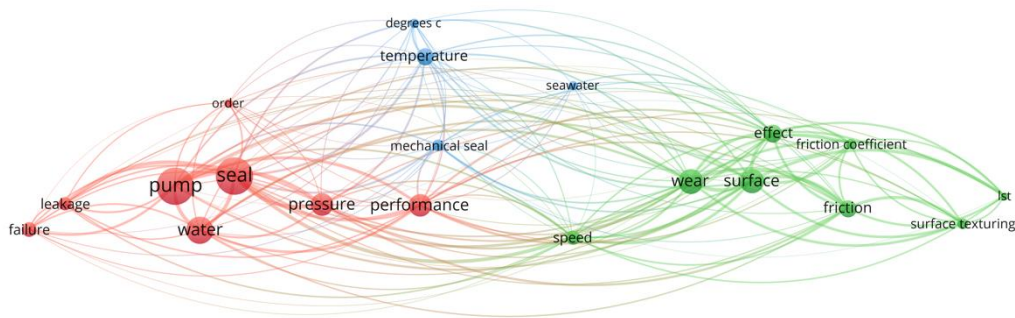 degrees c
temperature
seawater
order
effect
friction coefficient
mechanical seal
seal
pump
wear
surface
lst
leakage
pressure
performance
friction
surface texturing
failure
water
speed